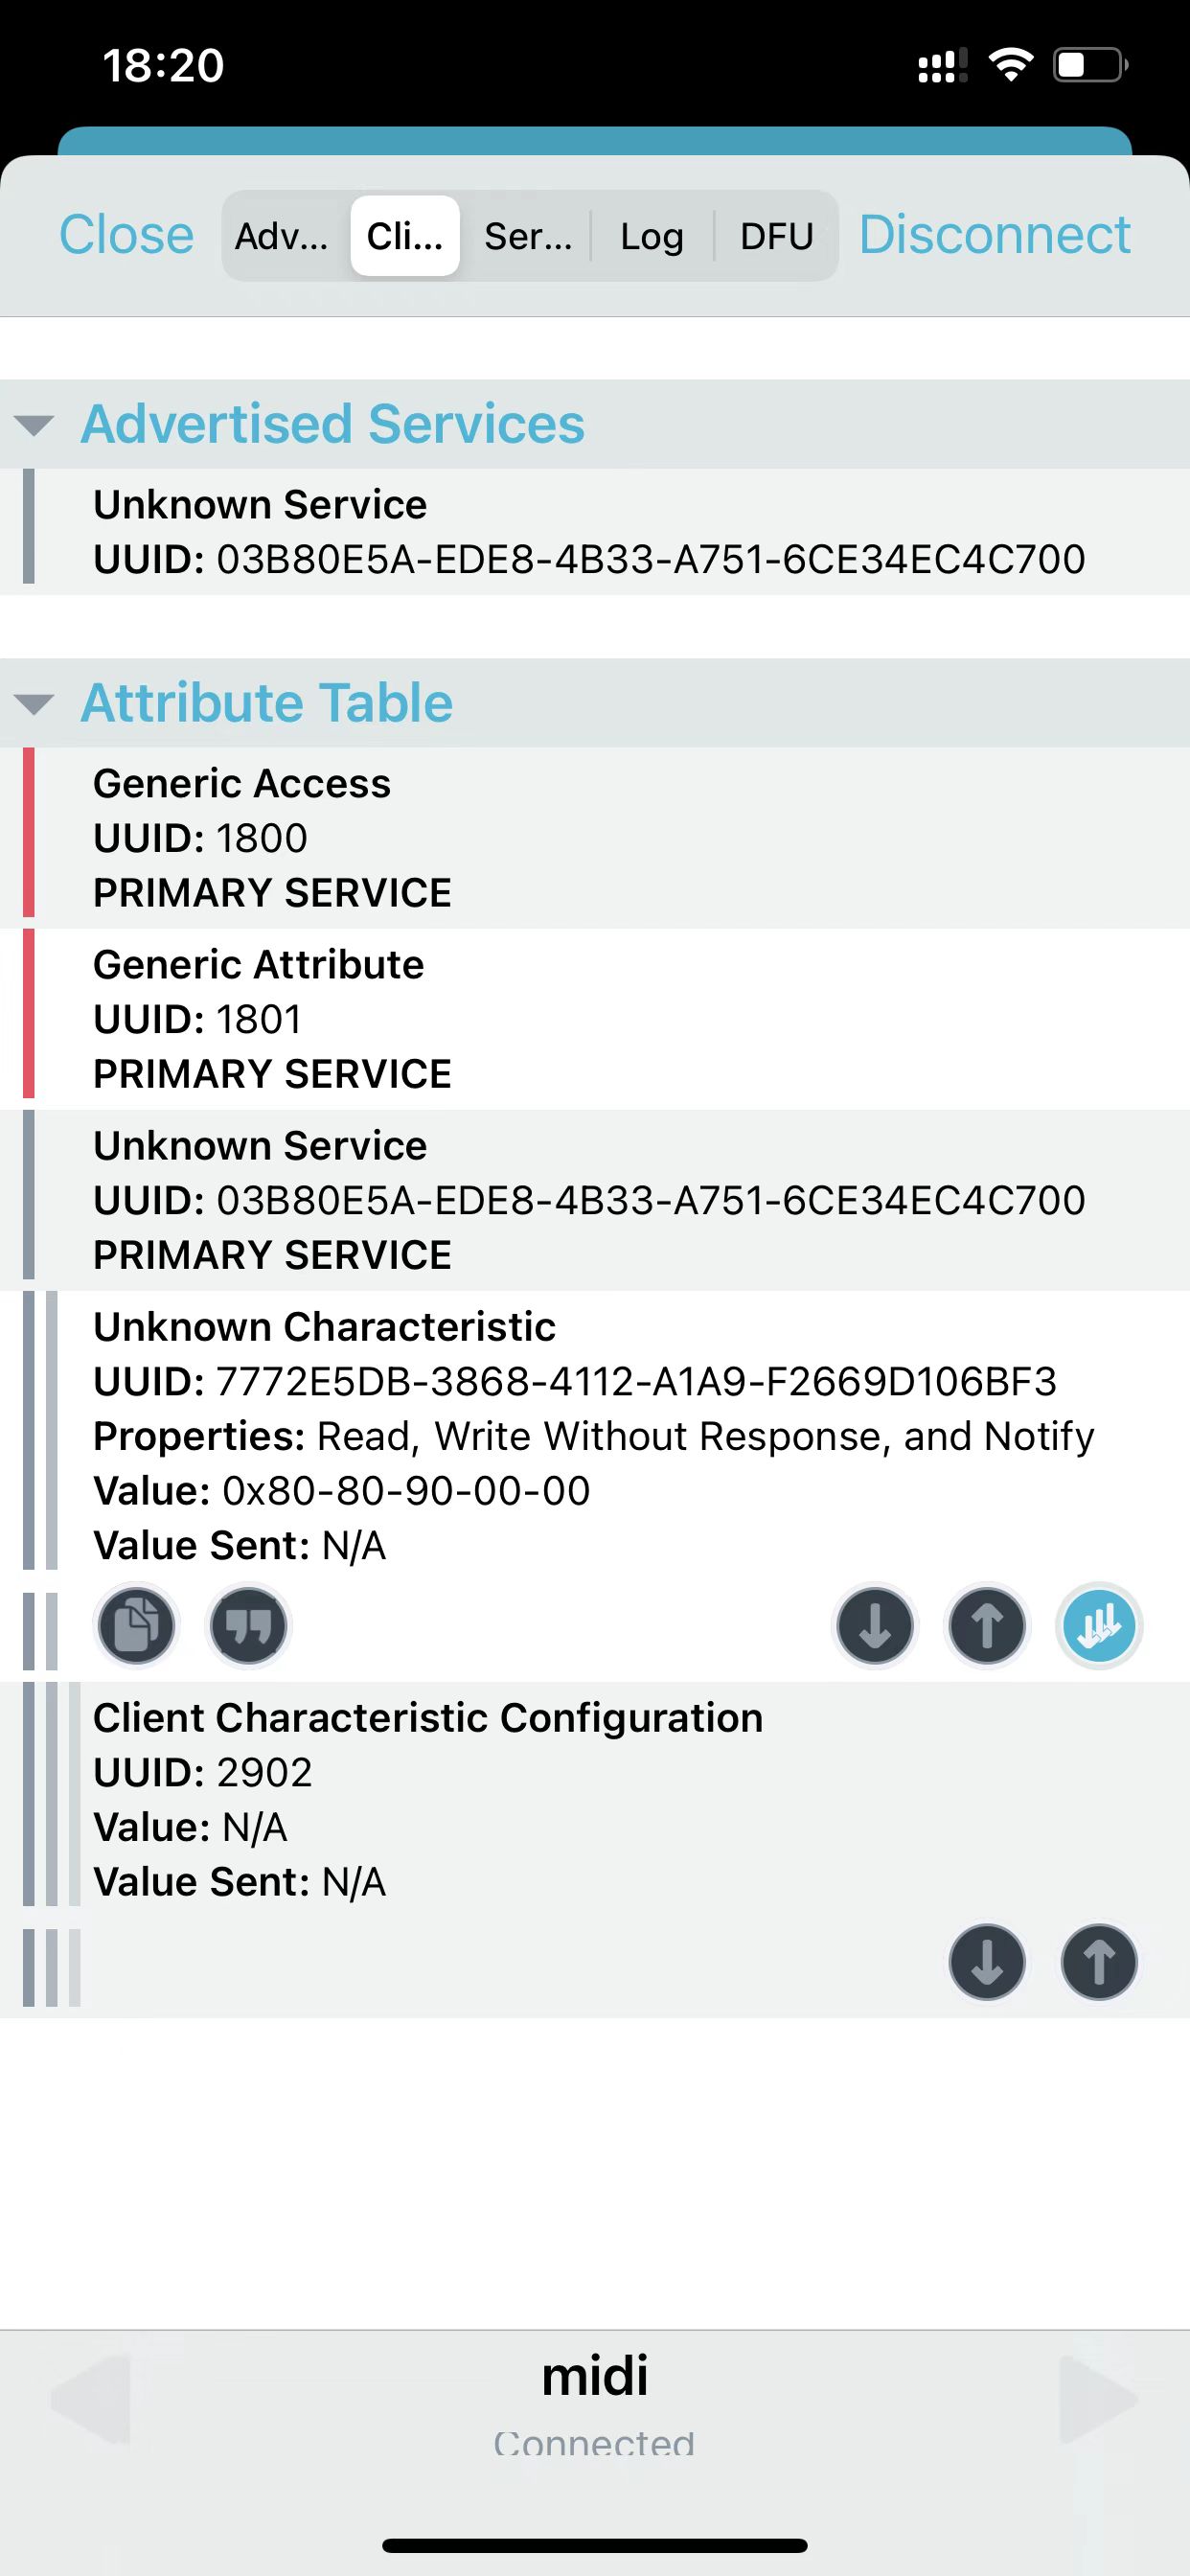 18:20
Close
Adv...
Cli...
Ser...
Log
DFU
Disconnect
Advertised Services
Unknown Service
UUID: 03B80E5A-EDE8-4B33-A751-6CE34EC4C700
Attribute Table
Generic Access
UUID: 1800
PRIMARY SERVICE
Generic Attribute
UUID: 1801
PRIMARY SERVICE
Unknown Service
UUID: 03B80E5A-EDE8-4B33-A751-6CE34EC4C700
PRIMARY SERVICE
Unknown Characteristic
UUID: 7772E5DB-3868-4112-A1A9-F2669D106BF3
Properties: Read, Write Without Response, and Notify
Value: 0x80-80-90-00-00
Value Sent: N/A
Client Characteristic Configuration
UUID: 2902
Value: N/A
Value Sent: N/A
midi
Connected